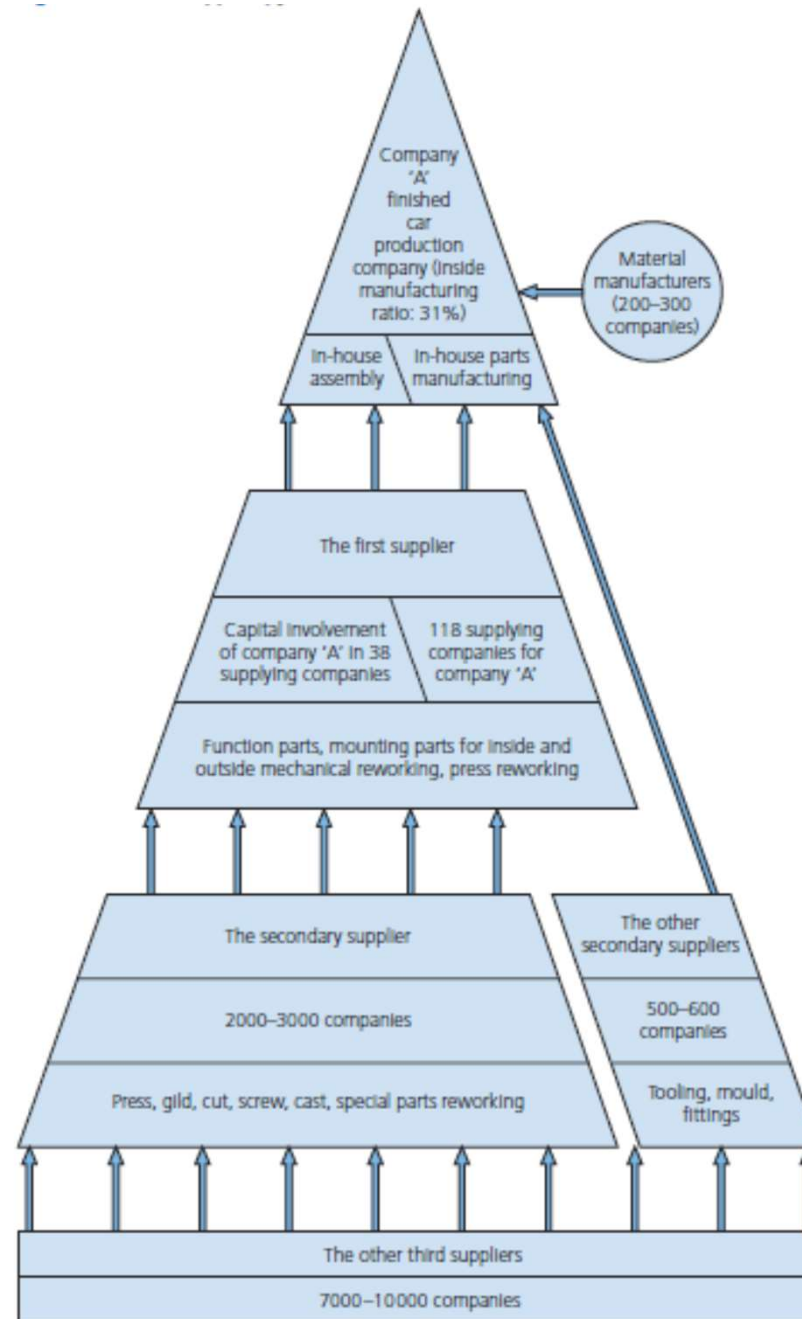 Company
'A'
finished
car
production
company (inside
manufacturing
ratio: 31%)
Material
manufacturers
(200–300
companies)
In-house
assembly
In-house parts
manufacturing
The first supplier
Capital involvement
of company 'A' in 38
supplying companies
118 supplying
companies for
company 'A'
Function parts, mounting parts for inside and
outside mechanical reworking, press reworking
The secondary supplier
2000–3000 companies
Press, gild, cut, screw, cast, special parts reworking
The other
secondary suppliers
500–600
companies
Tooling, mould,
fittings
The other third suppliers
7000–10000 companies